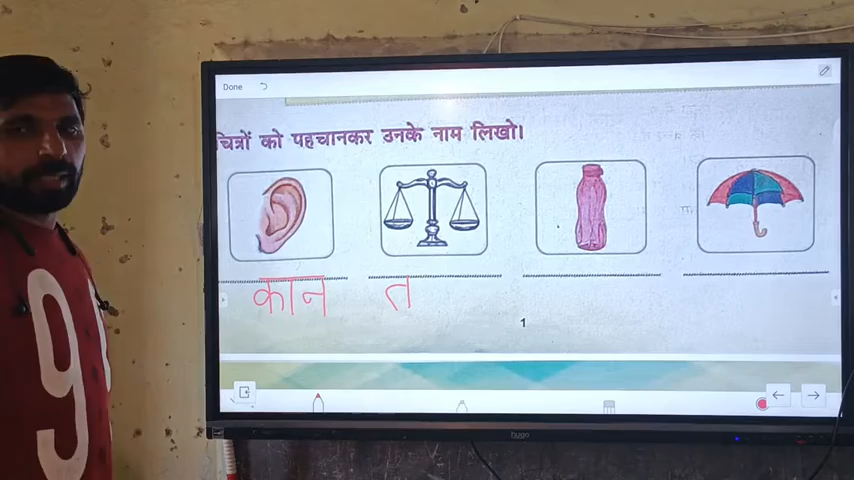 Done
चित्रों को पहचानकर उनके नाम लिखो।
कान त
1
hugo